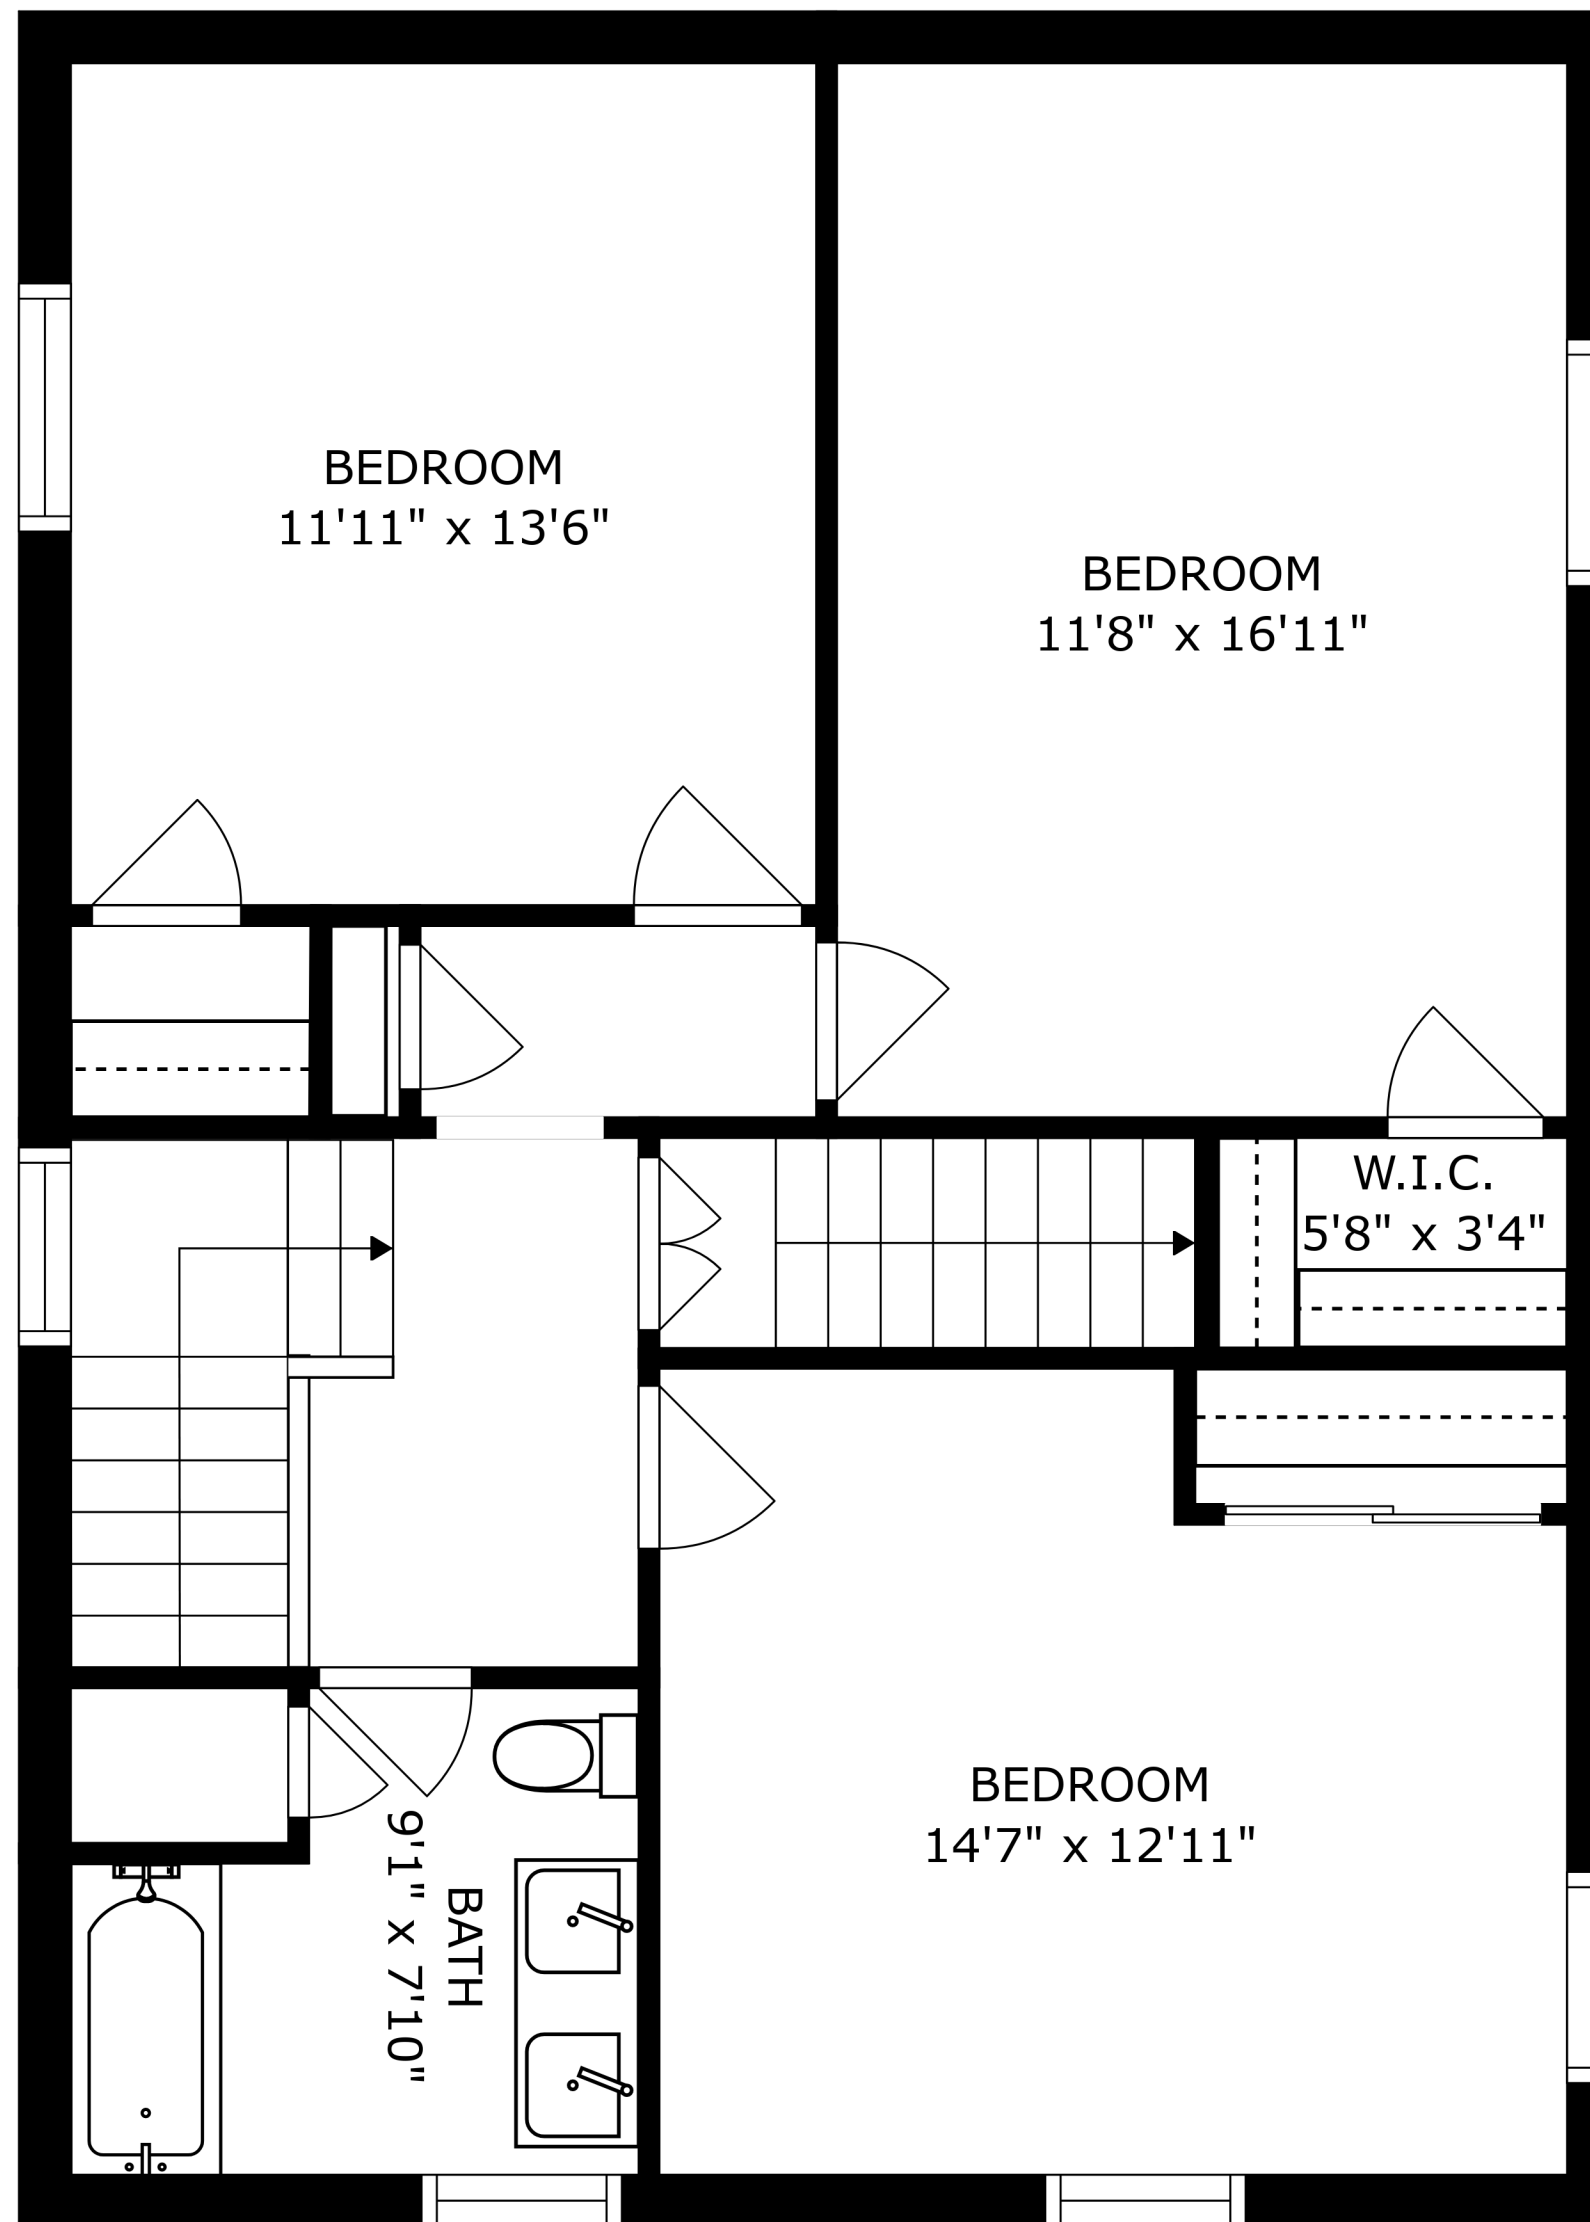 BEDROOM
11'11" x 13'6"
BEDROOM
11'8" x 16'11"
W.I.C.
5'8" x 3'4"
BEDROOM
14'7" x 12'11"
BATH
9'1" x 7'10"